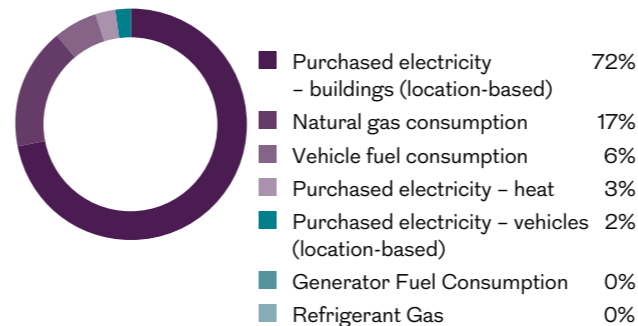 Purchased electricity 72%
– buildings (location-based)
Natural gas consumption 17%
Vehicle fuel consumption 6%
Purchased electricity – heat 3%
Purchased electricity – vehicles 2%
(location-based)
Generator Fuel Consumption 0%
Refrigerant Gas 0%